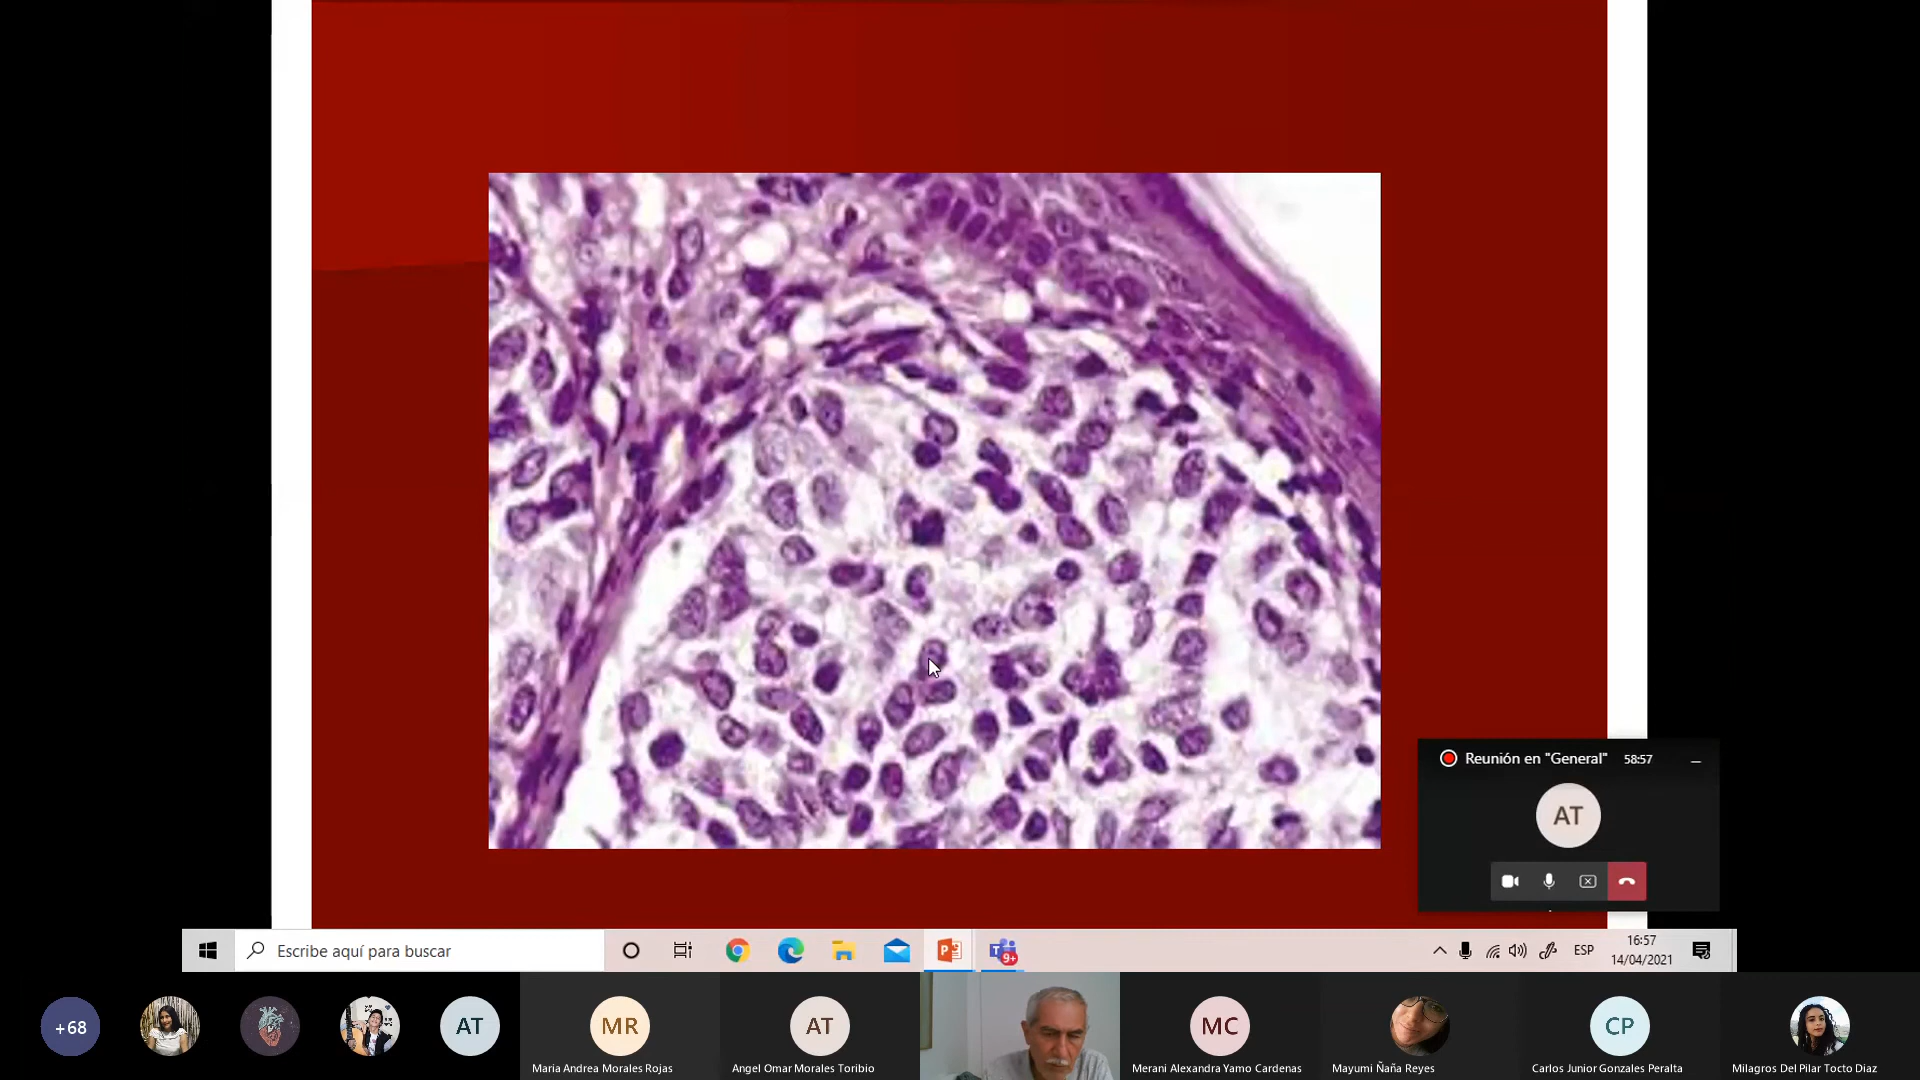 Reunión en "General" 58:57
AT
Escribe aquí para buscar
9+
ESP
16:57
14/04/2021
+68
AT
MR
AT
MC
CP
Maria Andrea Morales Rojas
Angel Omar Morales Toribio
Merani Alexandra Yamo Cardenas
Mayumi Ñaña Reyes
Carlos Junior Gonzales Peralta
Milagros Del Pilar Tocto Diaz